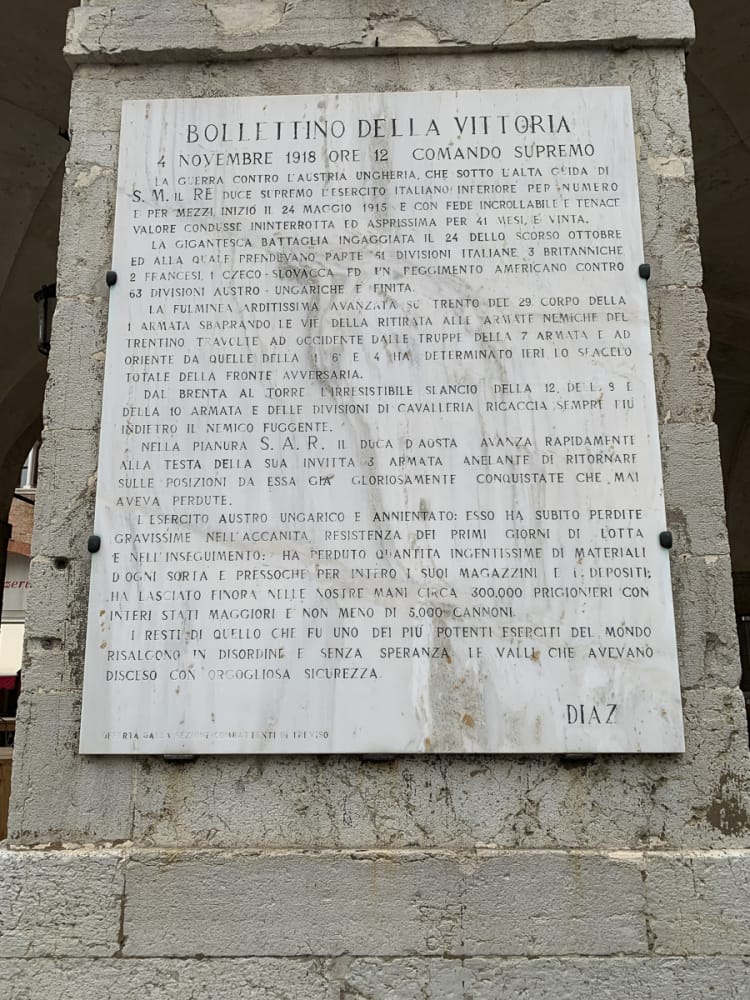 BOLLETTINO DELLA VITTORIA
4 NOVEMBRE 1918 ORE 12 COMANDO SUPREMO
LA GUERRA CONTRO L'AUSTRIA UNGHERIA, CHE SOTTO L'ALTA GUIDA DI
S. M. IL RE DUCE SUPREMO L'ESERCITO ITALIANO INFERIORE PER NUMERO
E PER MEZZI, INIZIO IL 24 MAGGIO 1915 E CON FEDE INCROLLABILE E TENACE
VALORE CONDUSSE ININTERROTTA ED ASPRISSIMA PER 41 MESI, E' VINTA.
LA GIGANTESCA BATTAGLIA INGAGGIATA IL 24 DELLO SCORSO OTTOBRE
ED ALLA QUALE PRENDEVANO PARTE 51 DIVISIONI ITALIANE, 3 BRITANNICHE
2 FRANCESI, 1 CZECO-SLOVACCA ED UN REGGIMENTO AMERICANO CONTRO
63 DIVISIONI AUSTRO-UNGARICHE E' FINITA.
LA FULMINEA ARDITISSIMA AVANZATA SU TRENTO DEL 29 CORPO DELLA
1 ARMATA SBARRANDO LE VIE DELLA RITIRATA ALLE ARMATE NEMICHE DEL
TRENTINO TRAVOLTE AD OCCIDENTE DALLE TRUPPE DELLA 7 ARMATA E AD
ORIENTE DA QUELLE DELLA 1 6 E 4 HA DETERMINATO IERI LO SFACELO
TOTALE DELLA FRONTE AVVERSARIA.
DAL BRENTA AL TORRE L'IRRESISTIBILE SLANCIO DELLA 12, DELL 8 E
DELLA 10 ARMATA E DELLE DIVISIONI DI CAVALLERIA RICACCIA SEMPRE PIU
INDIETRO IL NEMICO FUGGENTE.
NELLA PIANURA S. A. R. IL DUCA D'AOSTA AVANZA RAPIDAMENTE
ALLA TESTA DELLA SUA INVITTA 3 ARMATA ANELANTE DI RITORNARE
SULLE POSIZIONI DA ESSA GIA' GLORIOSAMENTE CONQUISTATE CHE MAI
AVEVA PERDUTE.
L'ESERCITO AUSTRO UNGARICO E ANNIENTATO: ESSO HA SUBITO PERDITE
GRAVISSIME NELL'ACCANITA RESISTENZA DEI PRIMI GIORNI DI LOTTA
E NELL'INSEGUIMENTO: HA PERDUTO QUANTITA INGENTISSIME DI MATERIALI
D'OGNI SORTA E PRESSOCHE PER INTERO I SUOI MAGAZZINI E I DEPOSITI;
HA LASCIATO FINORA NELLE NOSTRE MANI CIRCA 300.000 PRIGIONIERI CON
INTERI STATI MAGGIORI E NON MENO DI 5.000 CANNONI.
I RESTI DI QUELLO CHE FU UNO DEI PIÙ POTENTI ESERCITI DEL MONDO
RISALGONO IN DISORDINE E SENZA SPERANZA LE VALLI CHE AVEVANO
DISCESO CON ORGOGLIOSA SICUREZZA.
DIAZ
OFFERTA DALLA SEZIONE COMBATTENTI DI TREVISO